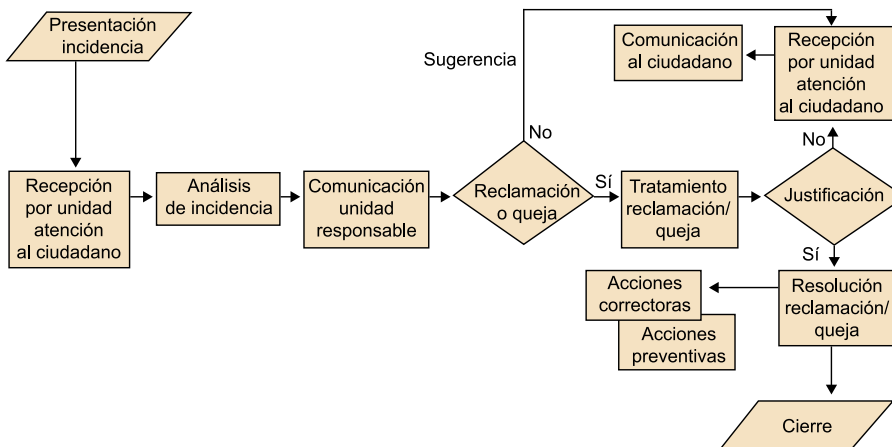 Presentación
incidencia
Recepción
por unidad
atención
al ciudadano
Análisis
de incidencia
Comunicación
unidad
responsable
Reclamación
o queja
No
Sugerencia
Sí
Tratamiento
reclamación/
queja
Justificación
No
Recepción
por unidad
atención
al ciudadano
Comunicación
al ciudadano
Sí
Resolución
reclamación/
queja
Acciones
correctoras
Acciones
preventivas
Cierre